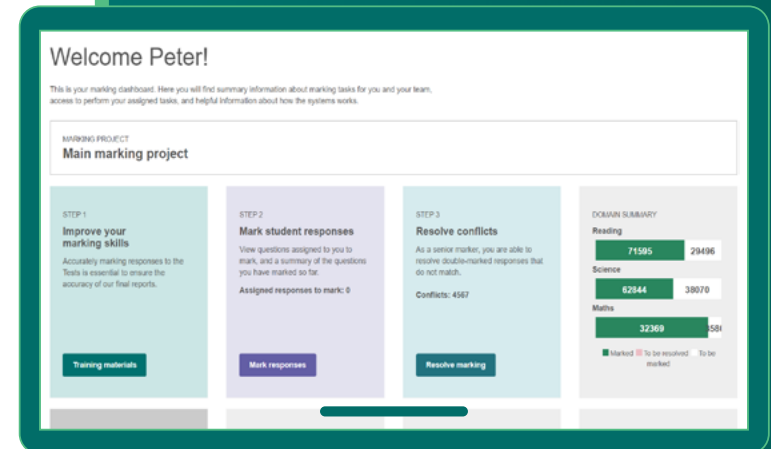 Welcome Peter!
This is your marking dashboard. Here you will find summary information about marking tasks for you and your team,
access to perform your assigned tasks, and helpful information about how the systems works.
MARKING PROJECT
Main marking project
STEP 1
Improve your
marking skills
Accurately marking responses to the
Tests is essential to ensure the
accuracy of our final reports.
Training materials
STEP 2
Mark student responses
View questions assigned to you to
mark, and a summary of the questions
you have marked so far.
Assigned responses to mark: 0
Mark responses
STEP 3
Resolve conflicts
As a senior marker, you are able to
resolve double-marked responses that
do not match.
Conflicts: 4567
Resolve marking
DOMAIN SUMMARY
Reading
71595 29496
Science
62844 38070
Maths
32369
Marked To be resolved To be
marked